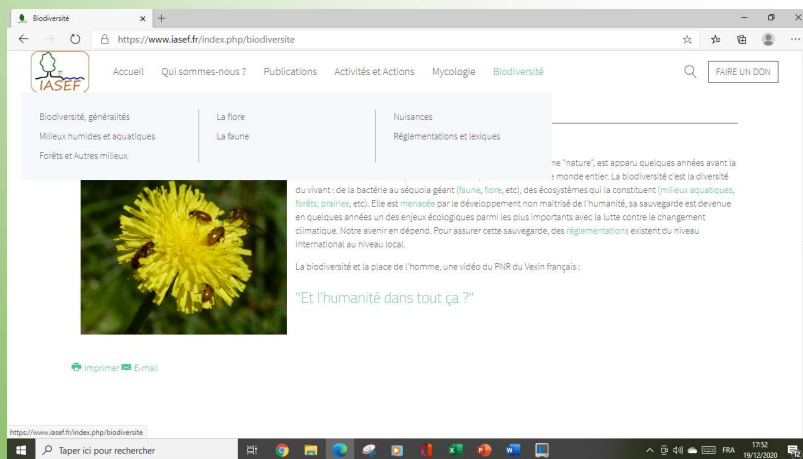 Biodiversité
https://www.iasef.fr/index.php/biodiversite
IASEF
Accueil Qui sommes-nous ? Publications Activités et Actions Mycologie Biodiversité
FAIRE UN DON
Biodiversité, généralités La flore Nuisances
Milieux humides et aquatiques La faune Réglementations et lexiques
Forêts et Autres milieux
ne "nature", est apparu quelques années avant la
monde entier. La biodiversité c'est la diversité
du vivant : de la bactérie au séquoia géant (faune, flore, etc), des écosystèmes qui la constituent (milieux aquatiques,
forêts, prairies, etc). Elle est menacée par le développement non maitrisé de l'humanité, sa sauvegarde est devenue
en quelques années un des enjeux écologiques parmi les plus importants avec la lutte contre le changement
climatique. Notre avenir en dépend. Pour assurer cette sauvegarde, des réglementations existent du niveau
international au niveau local.
La biodiversité et la place de l'homme, une vidéo du PNR du Vexin français :
"Et l'humanité dans tout ça ?"
Imprimer E-mail
https://www.iasef.fr/index.php/biodiversite
Taper ici pour rechercher
FRA
17:52
19/12/2020
12